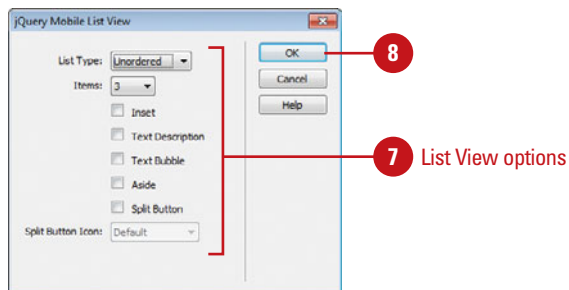 jQuery Mobile List View
List Type: Unordered
OK
8
Items: 3
Cancel
Inset
Help
Text Description
Text Bubble
7 List View options
Aside
Split Button
Split Button Icon: Default